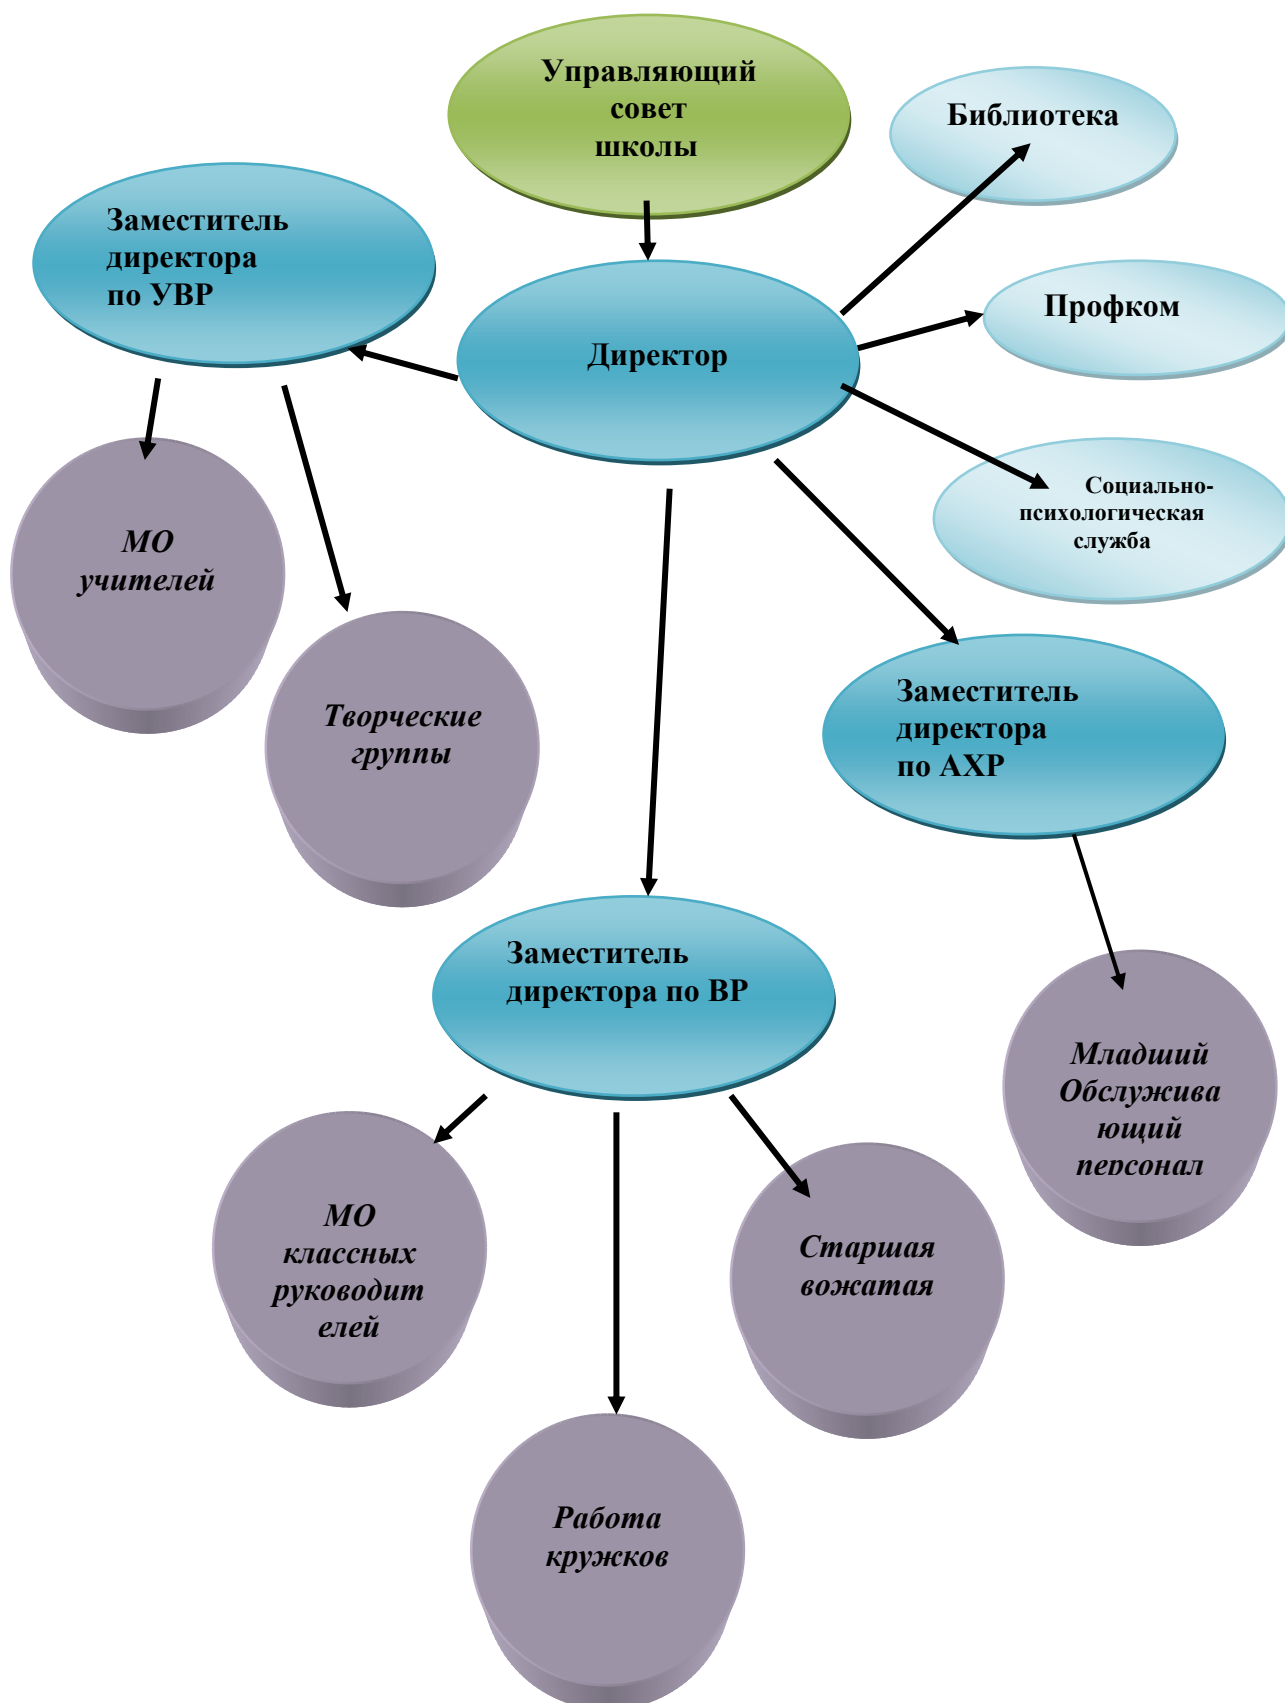 Управляющий
совет
школы
Библиотека
Заместитель
директора
по УВР
Профком
Директор
Социально-
психологическая
служба
МО
учителей
Творческие
группы
Заместитель
директора
по АХР
Заместитель
директора по ВР
Младший
Обслужива
ющий
персонал
МО
классных
руководит
елей
Старшая
вожатая
Работа
кружков